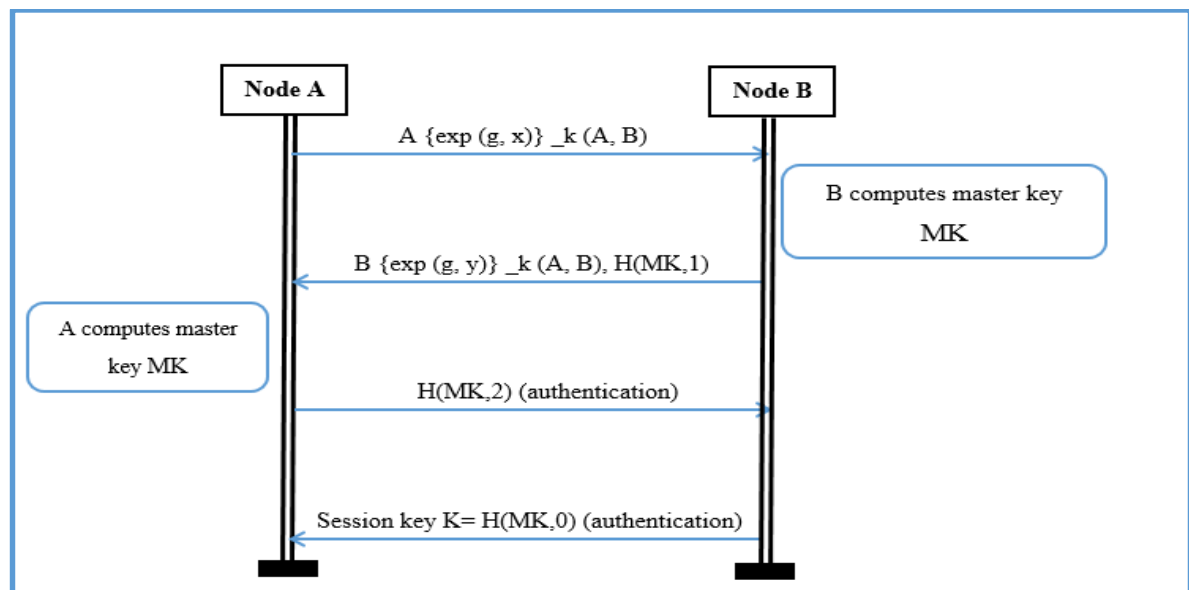 Node A
Node B
A {exp (g, x)} _k (A, B)
B computes master key
MK
B {exp (g, y)} _k (A, B), H(MK,1)
A computes master
key MK
H(MK,2) (authentication)
Session key K= H(MK,0) (authentication)